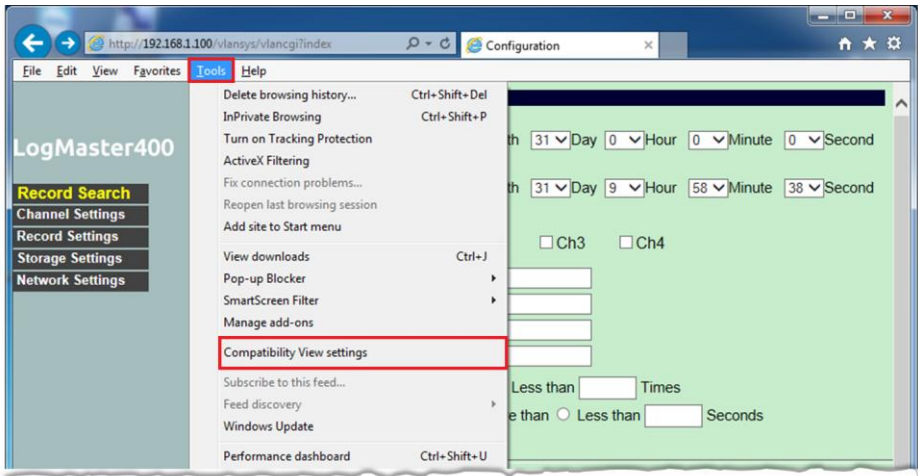 http://192.168.1.100/vlansys/vlancgi?index Configuration
File Edit View Favorites Tools Help
Delete browsing history... Ctrl+Shift+Del
InPrivate Browsing Ctrl+Shift+P
Turn on Tracking Protection
ActiveX Filtering
Fix connection problems...
Reopen last browsing session
Add site to Start menu
View downloads Ctrl+J
Pop-up Blocker
SmartScreen Filter
Manage add-ons
Compatibility View settings
Subscribe to this feed...
Feed discovery
Windows Update
Performance dashboard Ctrl+Shift+U
LogMaster400
Record Search
Channel Settings
Record Settings
Storage Settings
Network Settings
th 31 Day 0 Hour 0 Minute 0 Second
th 31 Day 9 Hour 58 Minute 38 Second
Ch3 Ch4
Less than Times
e than Less than Seconds